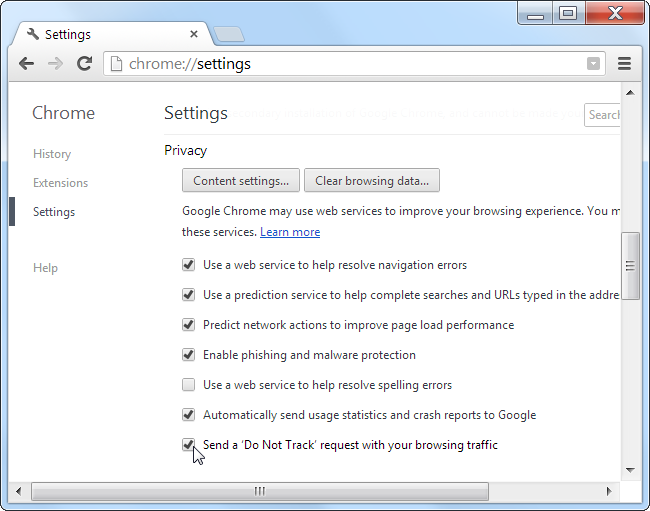 Settings
chrome://settings
Chrome
Settings
Search
History
Extensions
Settings
Help
Privacy
Content settings...
Clear browsing data...
Google Chrome may use web services to improve your browsing experience. You m
these services. Learn more
Use a web service to help resolve navigation errors
Use a prediction service to help complete searches and URLs typed in the addre
Predict network actions to improve page load performance
Enable phishing and malware protection
Use a web service to help resolve spelling errors
Automatically send usage statistics and crash reports to Google
Send a ‘Do Not Track’ request with your browsing traffic